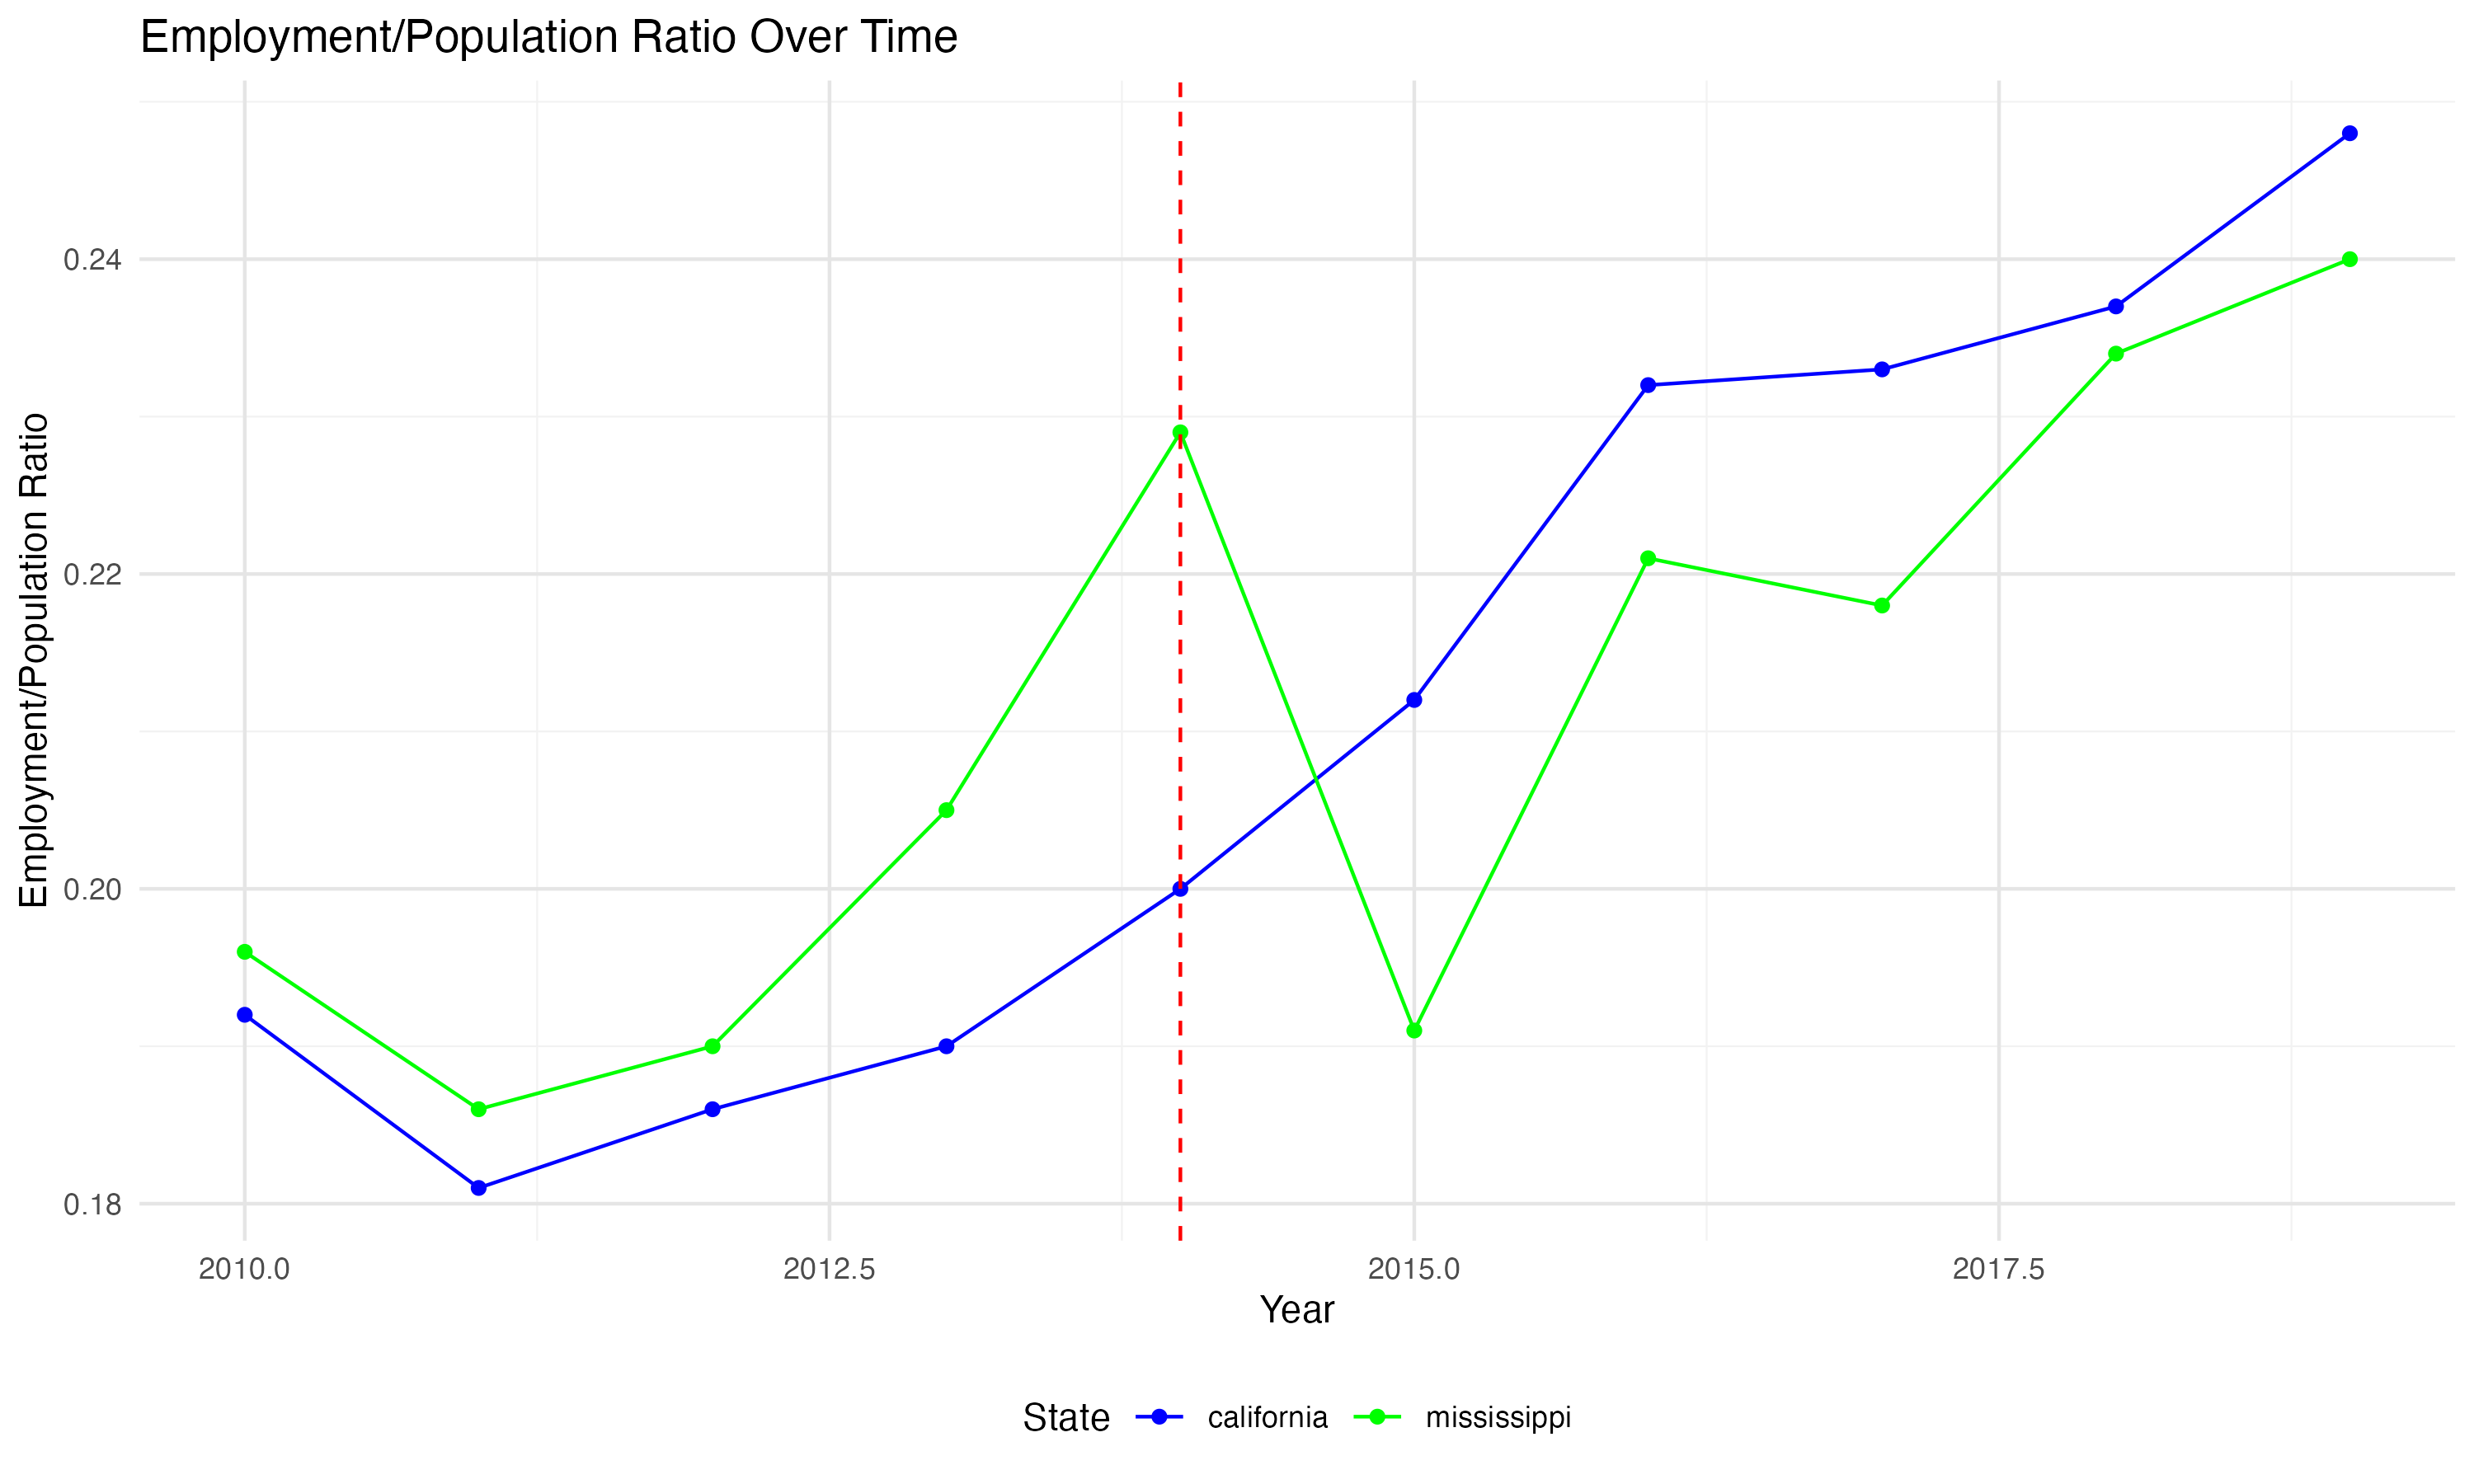 Employment/Population Ratio Over Time
Employment/Population Ratio
0.24
0.22
0.20
0.18
2010.0 2012.5 2015.0 2017.5
Year
State california mississippi